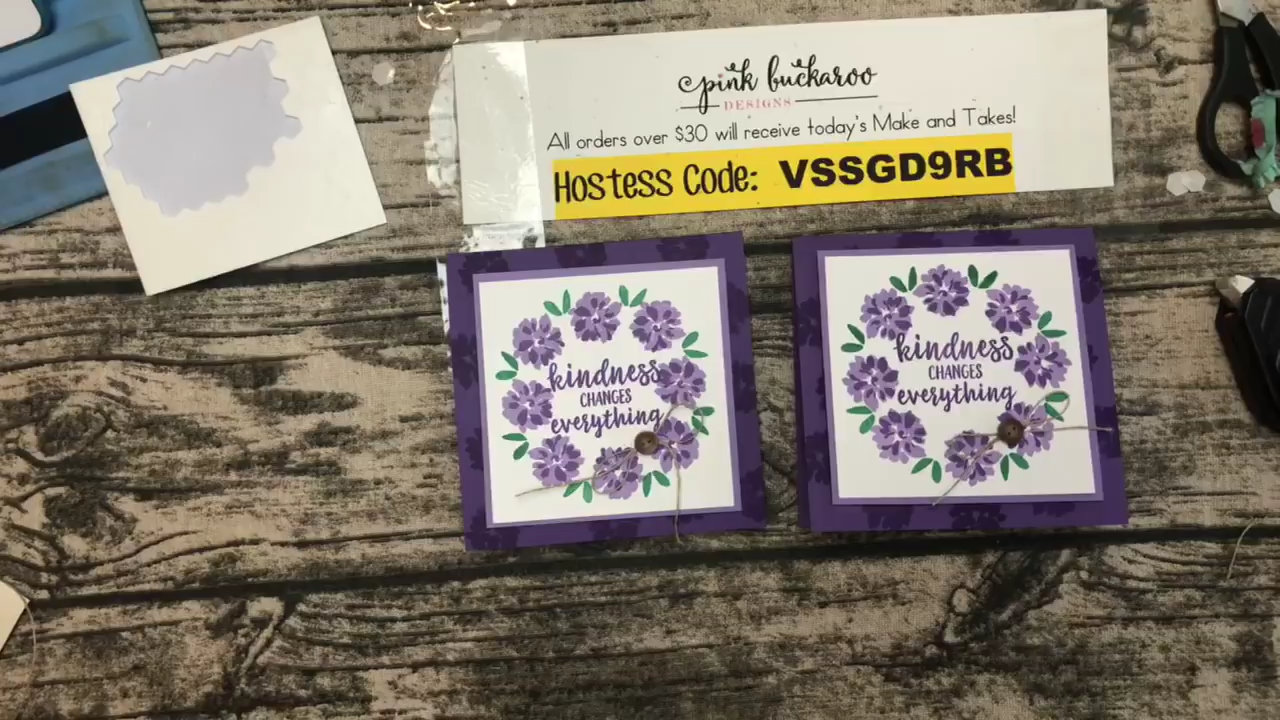 pink buckaroo
DESIGNS
All orders over $30 will receive today's Make and Takes!
Hostess Code: VSSGD9RB
kindness
CHANGES
everything
kindness
CHANGES
everything